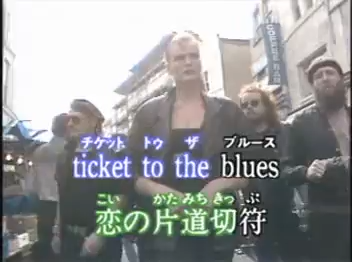 チケット トゥ ザ ブルース
ticket to the blues
こい かたみちきっぷ
恋の片道切符